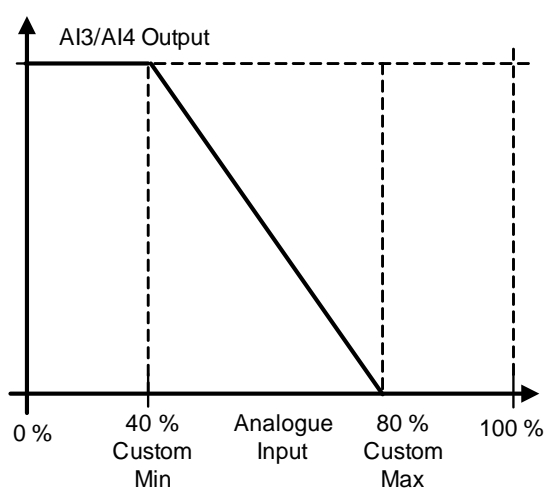 AI3/AI4 Output
0 %
40 %
Custom
Min
Analogue
Input
80 %
Custom
Max
100 %